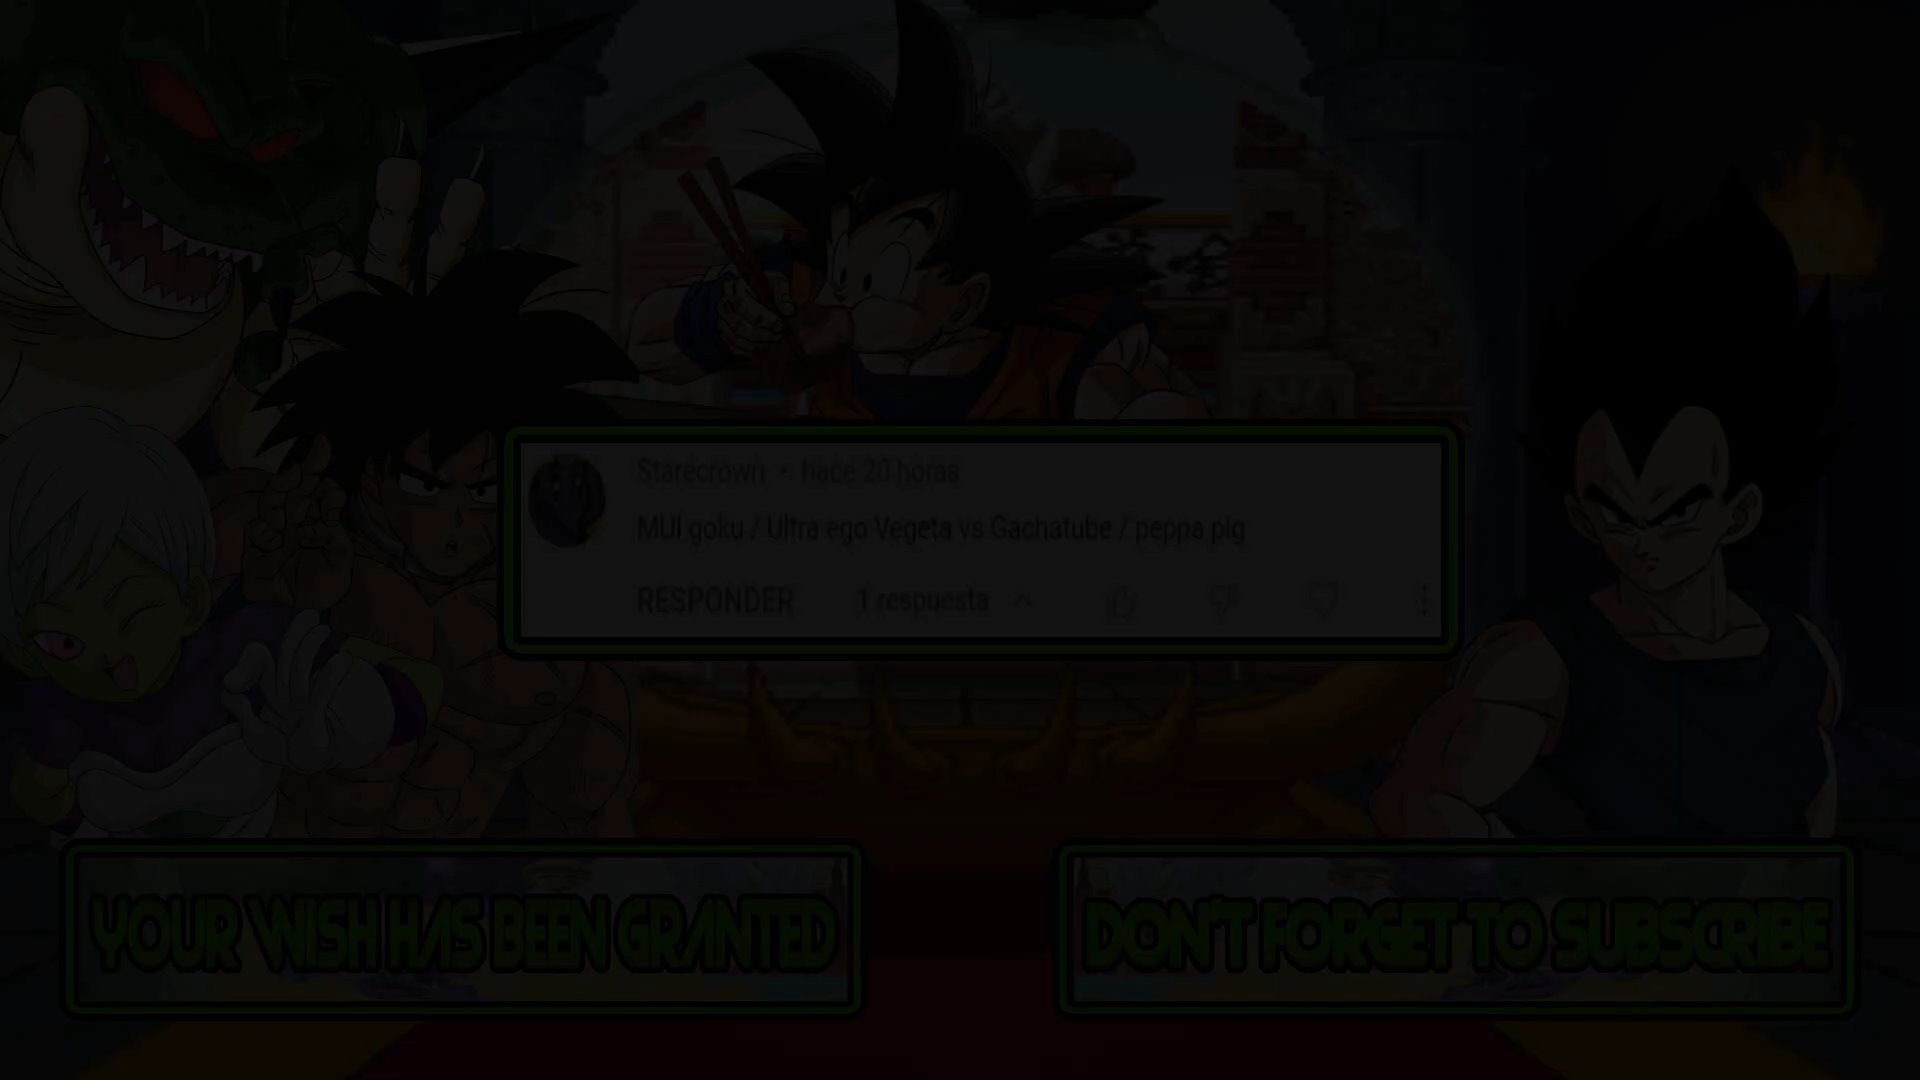 Starecrown • hace 20 horas
MUI goku / Ultra ego Vegeta vs Gachatube / peppa pig
RESPONDER 1 respuesta
YOUR WISH HAS BEEN GRANTED
DON'T FORGET TO SUBSCRIBE